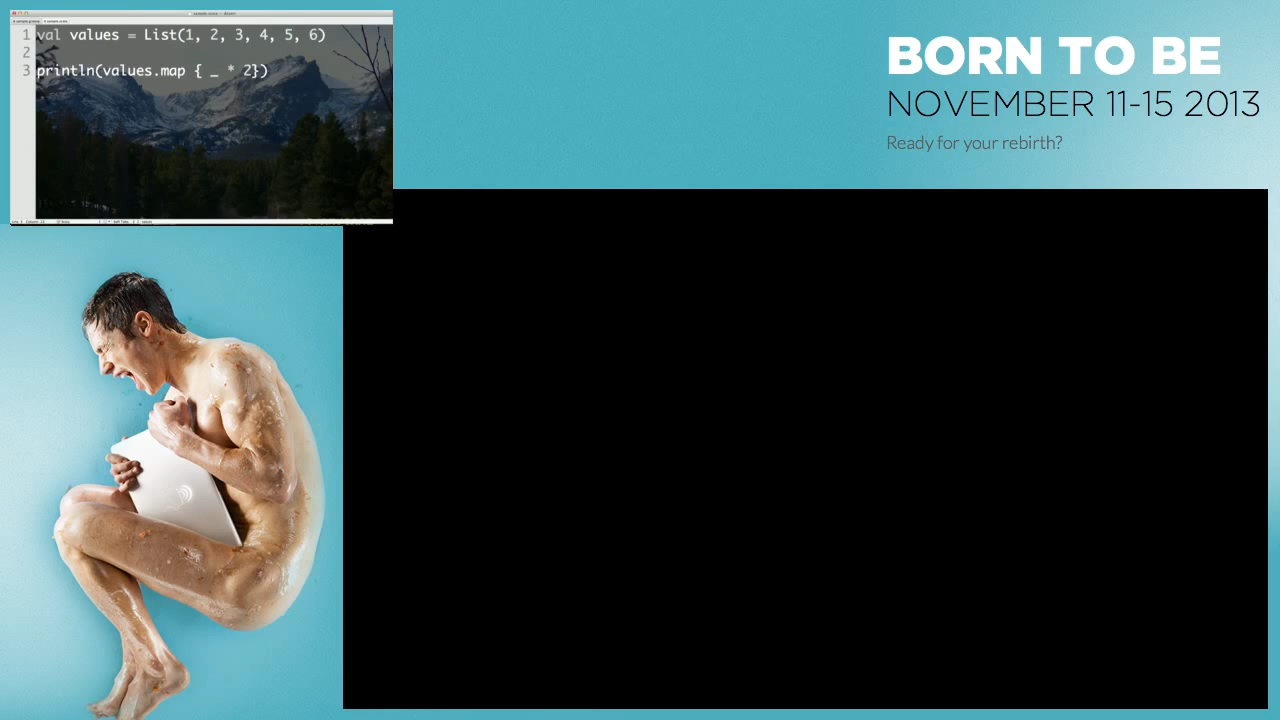 1 val values = List(1, 2, 3, 4, 5, 6)
2
3 println(values.map { _ * 2})
BORN TO BE
NOVEMBER 11-15 2013
Ready for your rebirth?